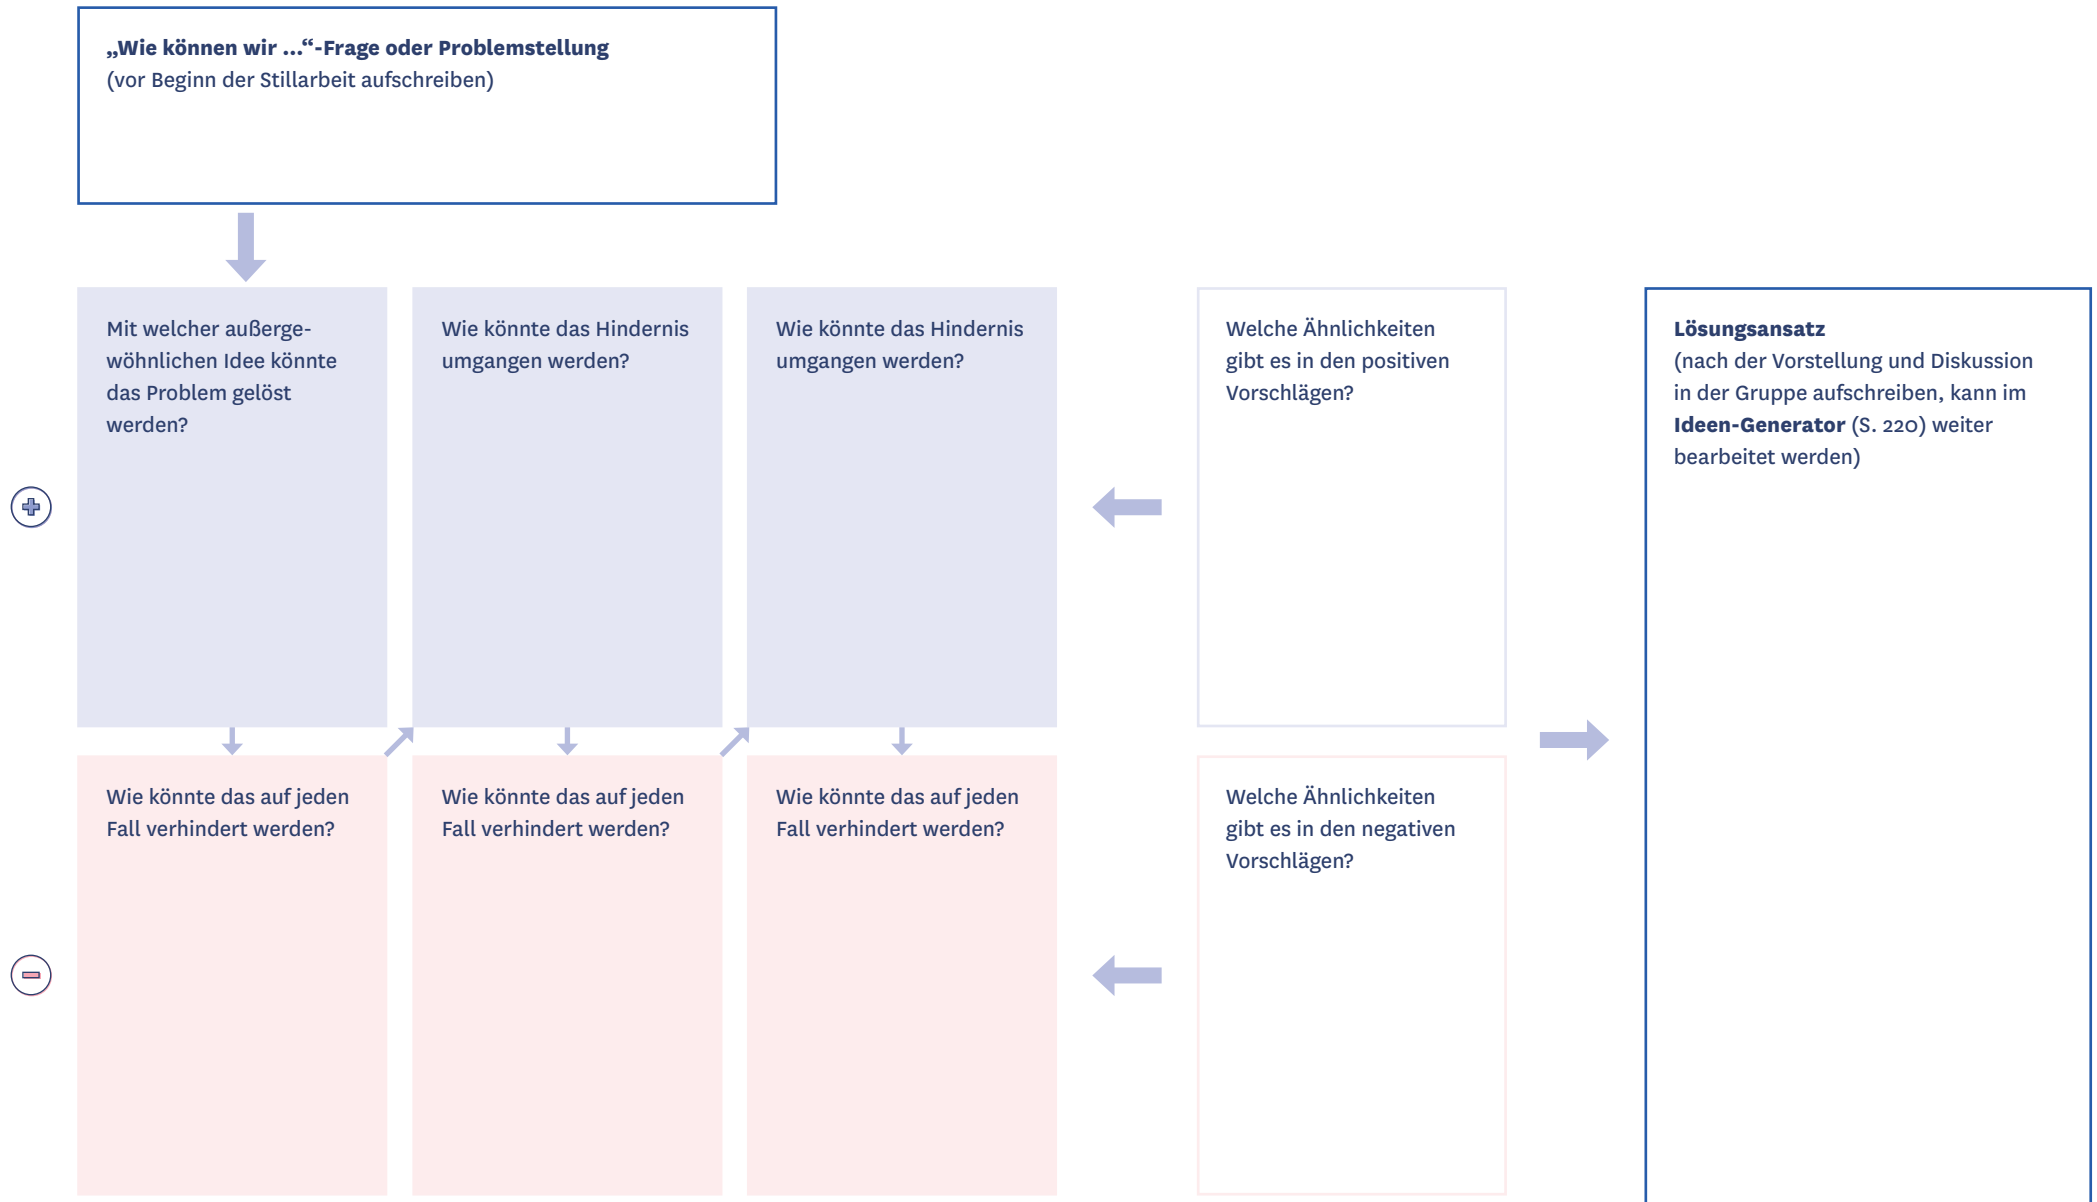 „Wie können wir ...“-Frage oder Problemstellung
(vor Beginn der Stillarbeit aufschreiben)
Mit welcher außerge-
wöhnlichen Idee könnte
das Problem gelöst
werden?
Wie könnte das Hindernis
umgangen werden?
Wie könnte das Hindernis
umgangen werden?
Welche Ähnlichkeiten
gibt es in den positiven
Vorschlägen?
Lösungsansatz
(nach der Vorstellung und Diskussion
in der Gruppe aufschreiben, kann im
Ideen-Generator (S. 220) weiter
bearbeitet werden)
Wie könnte das auf jeden
Fall verhindert werden?
Wie könnte das auf jeden
Fall verhindert werden?
Wie könnte das auf jeden
Fall verhindert werden?
Welche Ähnlichkeiten
gibt es in den negativen
Vorschlägen?